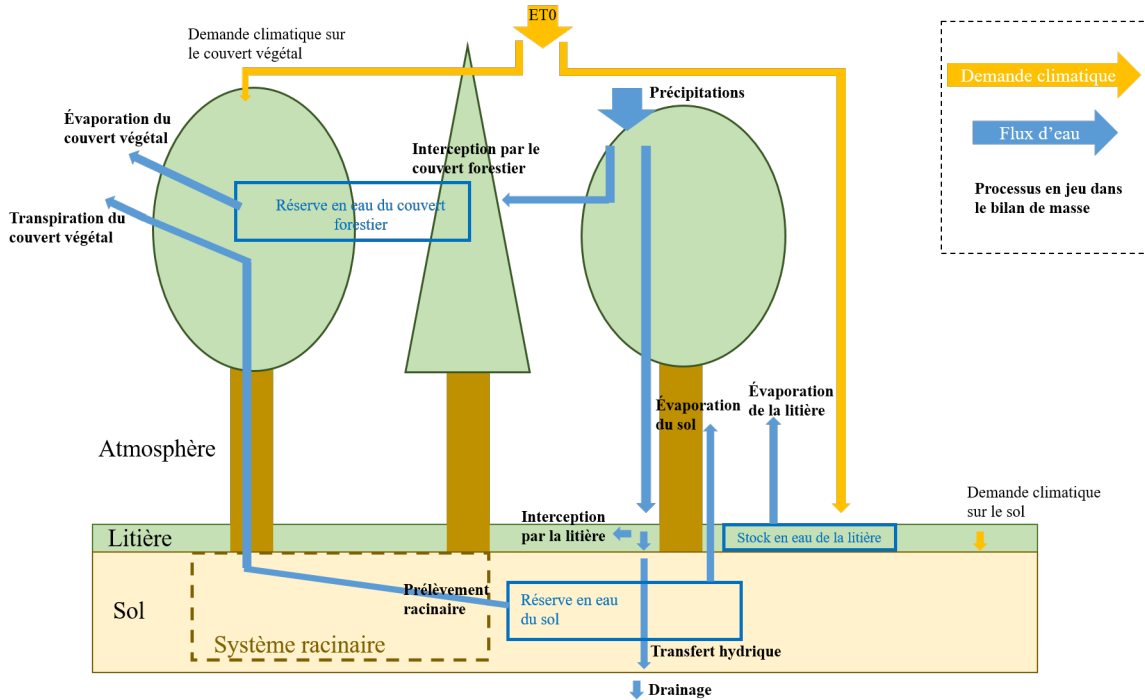 ET0
Demande climatique sur
le couvert végétal
Demande climatique
Précipitations
Évaporation du
couvert végétal
Flux d’eau
Interception par le
couvert forestier
Réserve en eau du couvert
forestier
Processus en jeu dans
le bilan de masse
Transpiration du
couvert végétal
Évaporation
de la litière
Évaporation
du sol
Atmosphère
Demande climatique
sur le sol
Interception
par la litière
Litière
Stock en eau de la litière
Prélèvement
racinaire
Réserve en eau
du sol
Sol
Système racinaire
Transfert hydrique
Drainage